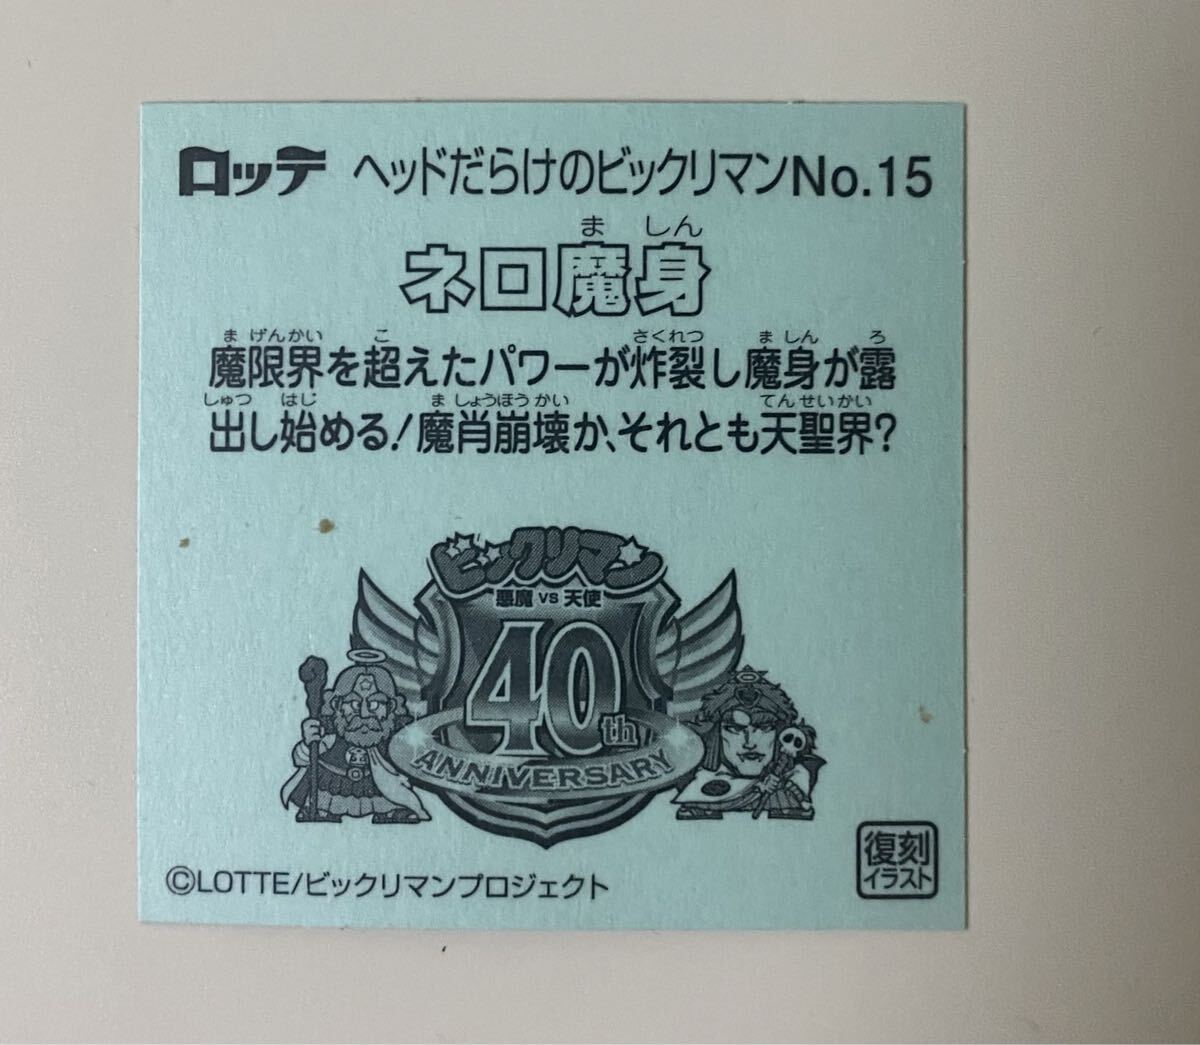 ロッテ ヘッドだらけのビックリマンNo.15
ま しん
ネロ魔身
ま げんかい こ さくれつ ま しん ろ
魔限界を超えたパワーが炸裂し魔身が露
しゅつ はじ ま しょうほうかい てんせいかい
出し始める!魔肖崩壊か、それとも天聖界?
ビックリマン
悪魔 VS 天使
40th
ANNIVERSARY
復刻
イラスト
©LOTTE/ビックリマンプロジェクト